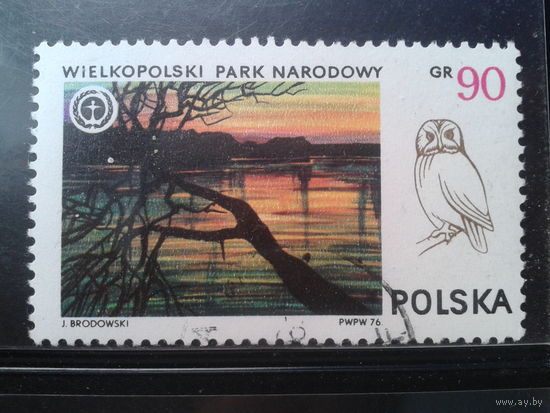 WiELKOPOLSKI PARK NARODOWY
GR 90
POLSKA
J. BRODOWSKI
PWPW 76
© www.ay.by